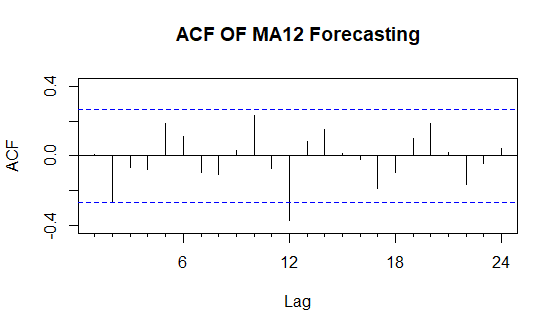 ACF OF MA12 Forecasting
ACF
0.4
0.0
-0.4
6 12 18 24
Lag